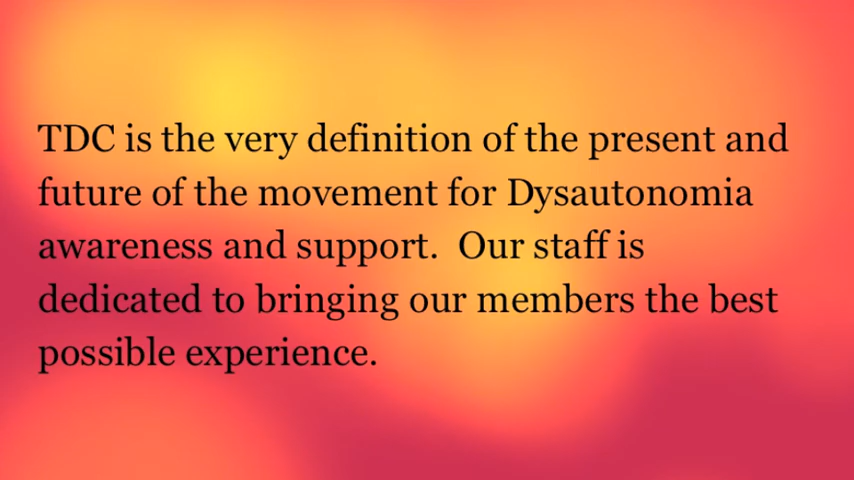 TDC is the very definition of the present and
future of the movement for Dysautonomia
awareness and support.  Our staff is
dedicated to bringing our members the best
possible experience.